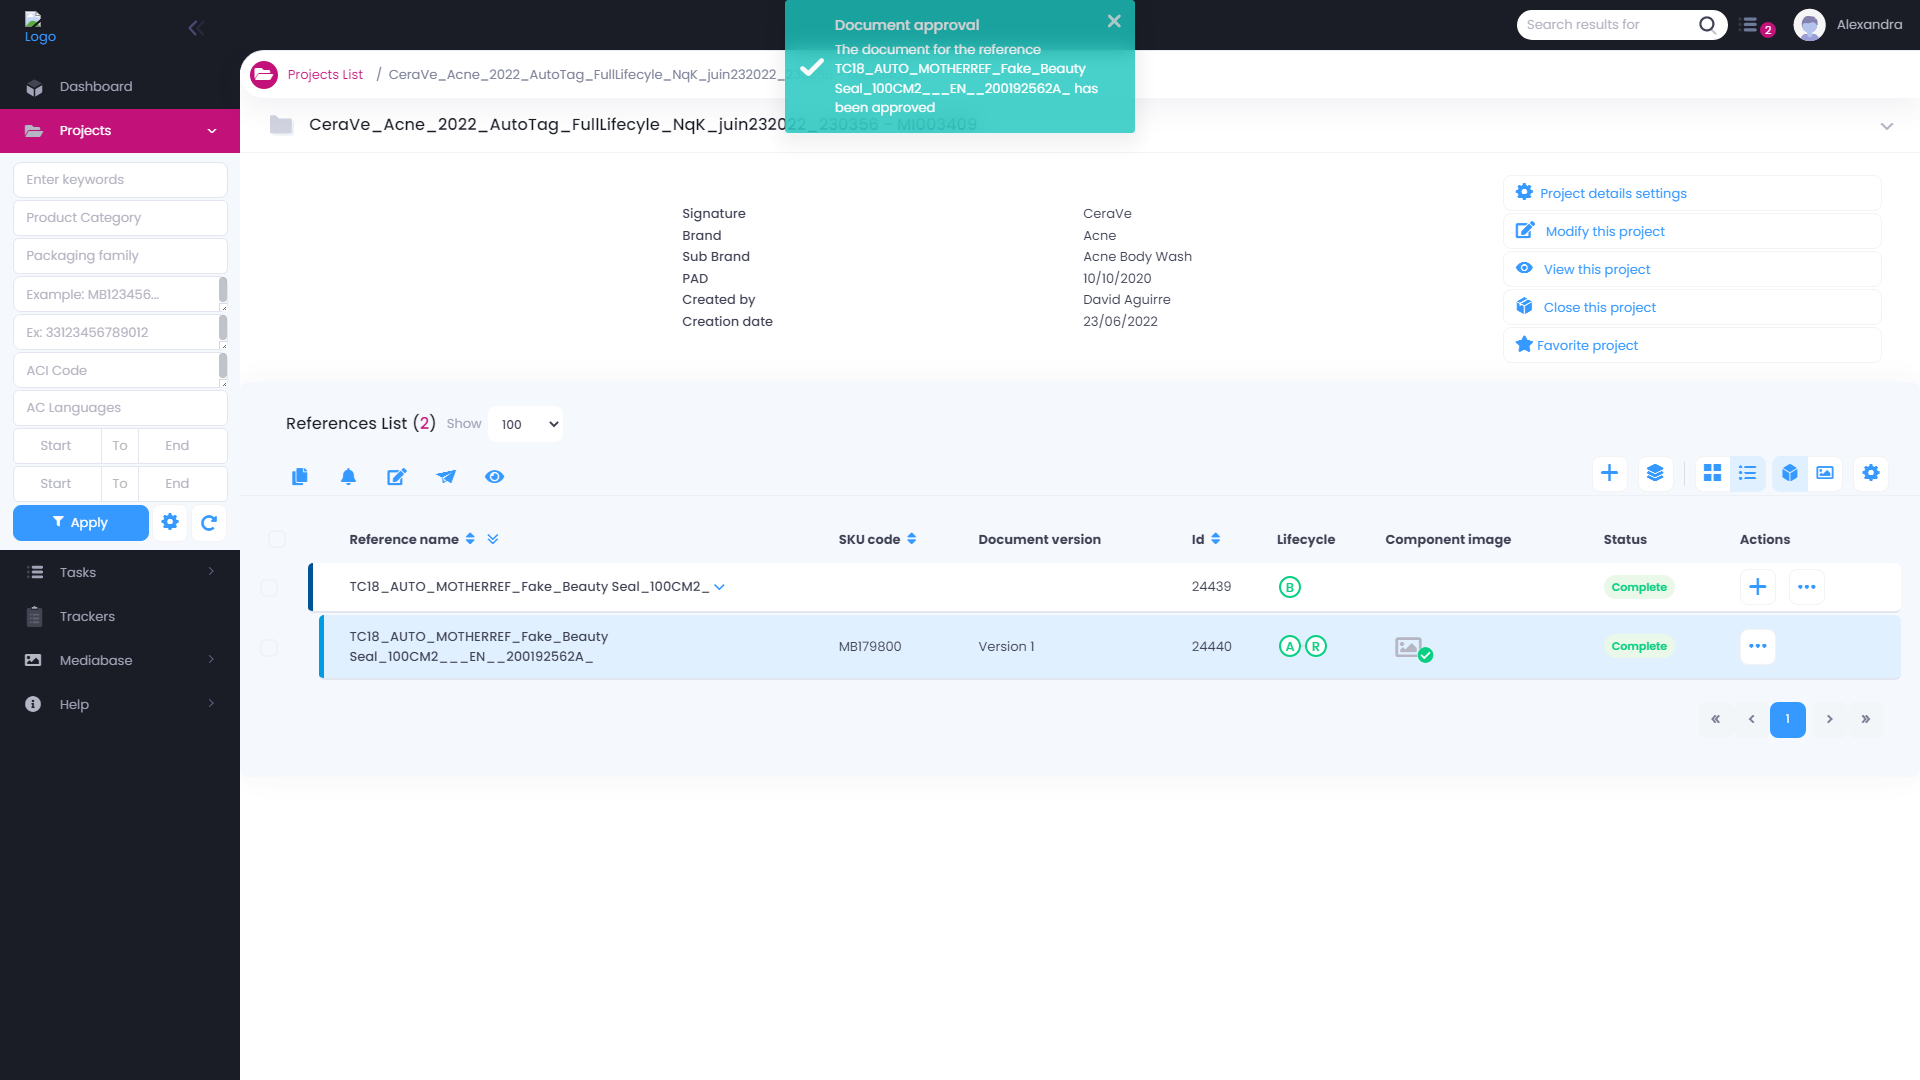 Logo
Document approval
The document for the reference
TC18_AUTO_MOTHERREF_Fake_Beauty
Seal_100CM2___EN__200192562A_ has
been approved
Search results for
2
Alexandra
Dashboard
Projects
Enter keywords
Product Category
Packaging family
Example: MB123456...
Ex: 33123456789012
ACI Code
AC Languages
Start To End
Start To End
Apply
Tasks
Trackers
Mediabase
Help
Projects List / CeraVe_Acne_2022_AutoTag_FullLifecyle_NqK_juin232022_
CeraVe_Acne_2022_AutoTag_FullLifecyle_NqK_juin232022_230356 - MI003409
Signature CeraVe
Brand Acne
Sub Brand Acne Body Wash
PAD 10/10/2020
Created by David Aguirre
Creation date 23/06/2022
Project details settings
Modify this project
View this project
Close this project
Favorite project
References List (2) Show 100
Reference name SKU code Document version Id Lifecycle Component image Status Actions
TC18_AUTO_MOTHERREF_Fake_Beauty Seal_100CM2_ 24439 B Complete
TC18_AUTO_MOTHERREF_Fake_Beauty
Seal_100CM2___EN__200192562A_ MB179800 Version 1 24440 A R Complete
« ‹ 1 › »